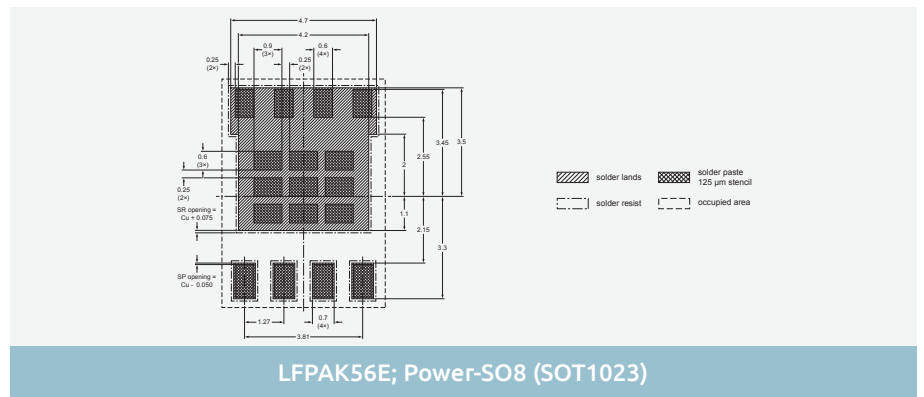 4.7
4.2
0.9
(3×)
0.6
(4×)
0.25
(2×)
0.25
(2×)
3.5
3.45
2.55
2
0.6
(3×)
0.25
(2×)
SR opening =
Cu + 0.075
1.1
2.15
3.3
SP opening =
Cu - 0.050
1.27
0.7
(4×)
3.81
solder lands
solder paste
125 µm stencil
solder resist
occupied area
LFPAK56E; Power-SO8 (SOT1023)